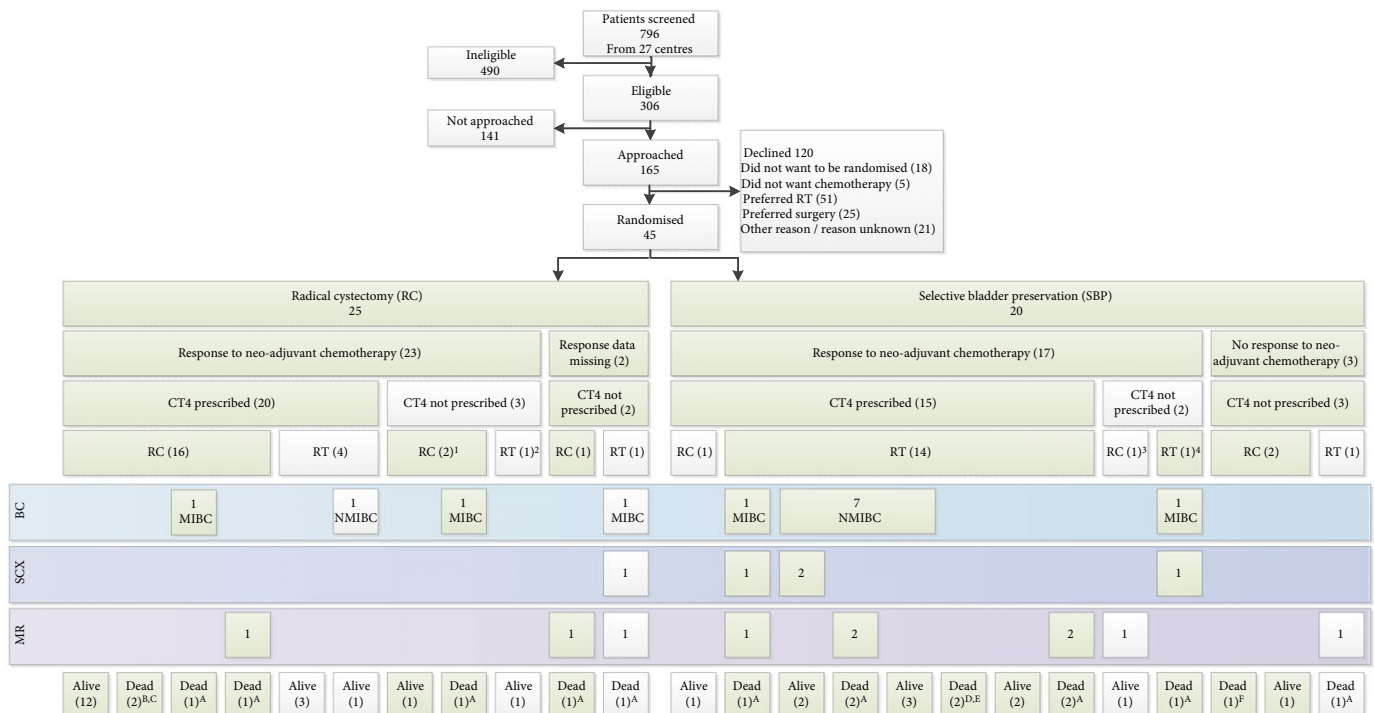 Patients screened
796
From 27 centres
Ineligible
490
Eligible
306
Not approached
141
Approached
165
Declined 120
Did not want to be randomised (18)
Did not want chemotherapy (5)
Preferred RT (51)
Preferred surgery (25)
Other reason / reason unknown (21)
Randomised
45
Radical cystectomy (RC)
25
Selective bladder preservation (SBP)
20
Response to neo-adjuvant chemotherapy (23)
Response data
missing (2)
Response to neo-adjuvant chemotherapy (17)
No response to neo-
adjuvant chemotherapy (3)
CT4 prescribed (20)
CT4 not prescribed (3)
CT4 not
prescribed (2)
CT4 prescribed (15)
CT4 not
prescribed (2)
CT4 not prescribed (3)
RC (16)
RT (4)
RC (2)¹
RT (1)²
RC (1)
RT (1)
RC (1)
RT (14)
RC (1)³
RT (1)⁴
RC (2)
RT (1)
BC
1
MIBC
1
NMIBC
1
MIBC
1
MIBC
1
MIBC
7
NMIBC
1
MIBC
SCX
1
1
2
1
MR
1
1
1
1
2
2
1
1
Alive
(12)
Dead
(2)B,C
Dead
(1)A
Dead
(1)A
Alive
(3)
Alive
(1)
Alive
(1)
Dead
(1)A
Alive
(1)
Dead
(1)A
Dead
(1)A
Alive
(1)
Dead
(1)A
Alive
(2)
Dead
(2)A
Alive
(3)
Dead
(2)D,E
Alive
(2)
Dead
(2)A
Alive
(1)
Dead
(1)A
Dead
(1)F
Alive
(1)
Dead
(1)A